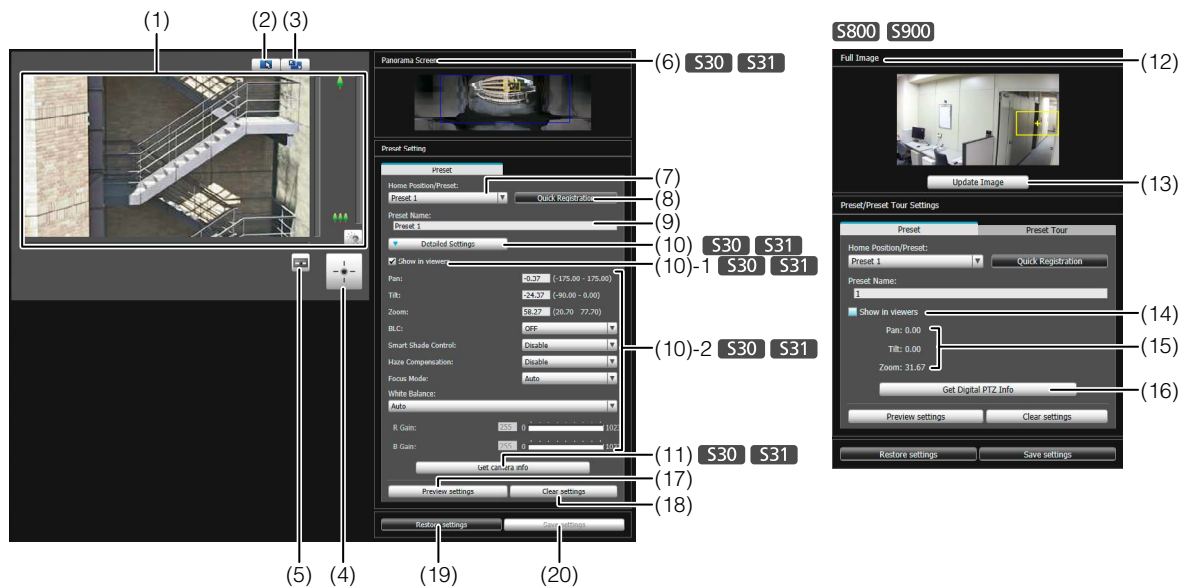 (1)
(2) (3)
S800 S900
Panorama Screen
(6) S30 S31
Full Image
(12)
Update Image
(13)
Preset Setting
Preset
Home Position/Preset:
(7)
Preset 1
Quick Registration
(8)
Preset Name:
Preset 1
(9)
Detailed Settings
(10) S30 S31
Show in viewers
(10)-1 S30 S31
Pan: -0.37 (-175.00 - 175.00)
Tilt: -24.37 (-90.00 - 0.00)
Zoom: 58.27 (20.70 77.70)
BLC: OFF
Smart Shade Control: Disable
(10)-2 S30 S31
Haze Compensation: Disable
Focus Mode: Auto
White Balance:
Auto
R Gain: 255 0 1023
B Gain: 255 0 1023
Get camera info
(11) S30 S31
Preview settings
Clear settings
(17)
(18)
Restore settings
Save settings
(5) (4) (19) (20)
Preset/Preset Tour Settings
Preset
Preset Tour
Home Position/Preset:
Preset 1
Quick Registration
Preset Name:
1
Show in viewers
(14)
Pan: 0.00
Tilt: 0.00
(15)
Zoom: 31.67
Get Digital PTZ Info
(16)
Preview settings
Clear settings
Restore settings
Save settings